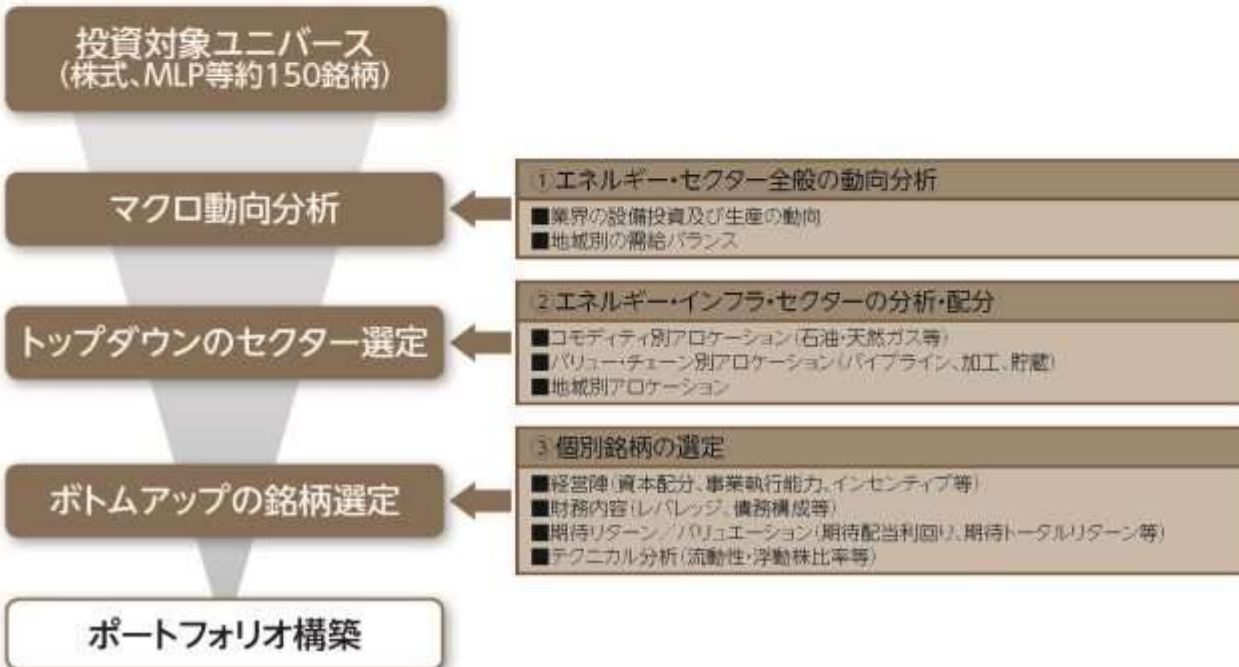 投資対象ユニバース
(株式、MLP等約150銘柄)
マクロ動向分析
①エネルギー・セクター全般の動向分析
■業界の設備投資及び生産の動向
■地域別の需給バランス
トップダウンのセクター選定
②エネルギー・インフラ・セクターの分析・配分
■コモディティ別アロケーション(石油・天然ガス等)
■バリュー・チェーン別アロケーション(パイプライン、加工、貯蔵)
■地域別アロケーション
ボトムアップの銘柄選定
③個別銘柄の選定
■経営陣(資本配分、事業執行能力、インセンティブ等)
■財務内容(レバレッジ、債務構成等)
■期待リターン／バリュエーション(期待配当利回り、期待トータルリターン等)
■テクニカル分析(流動性・浮動株比率等)
ポートフォリオ構築